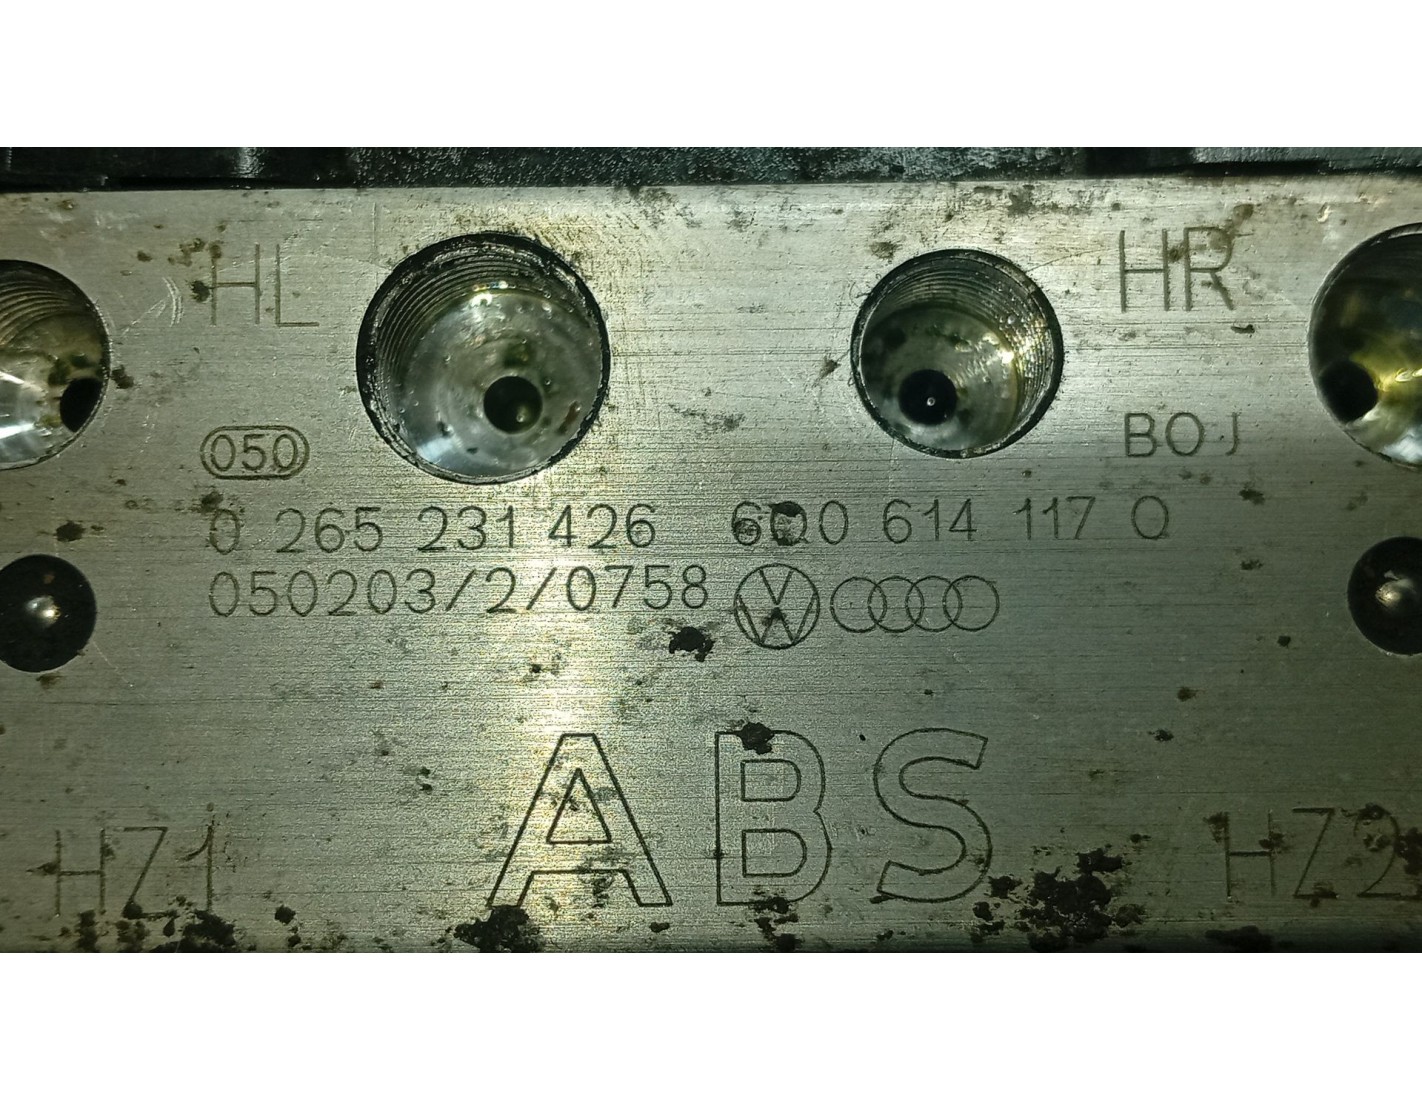 HL HR
050 BOJ
0 265 231 426 6Q0 614 117 Q
050203/2/0758
ABS
HZ1 HZ2